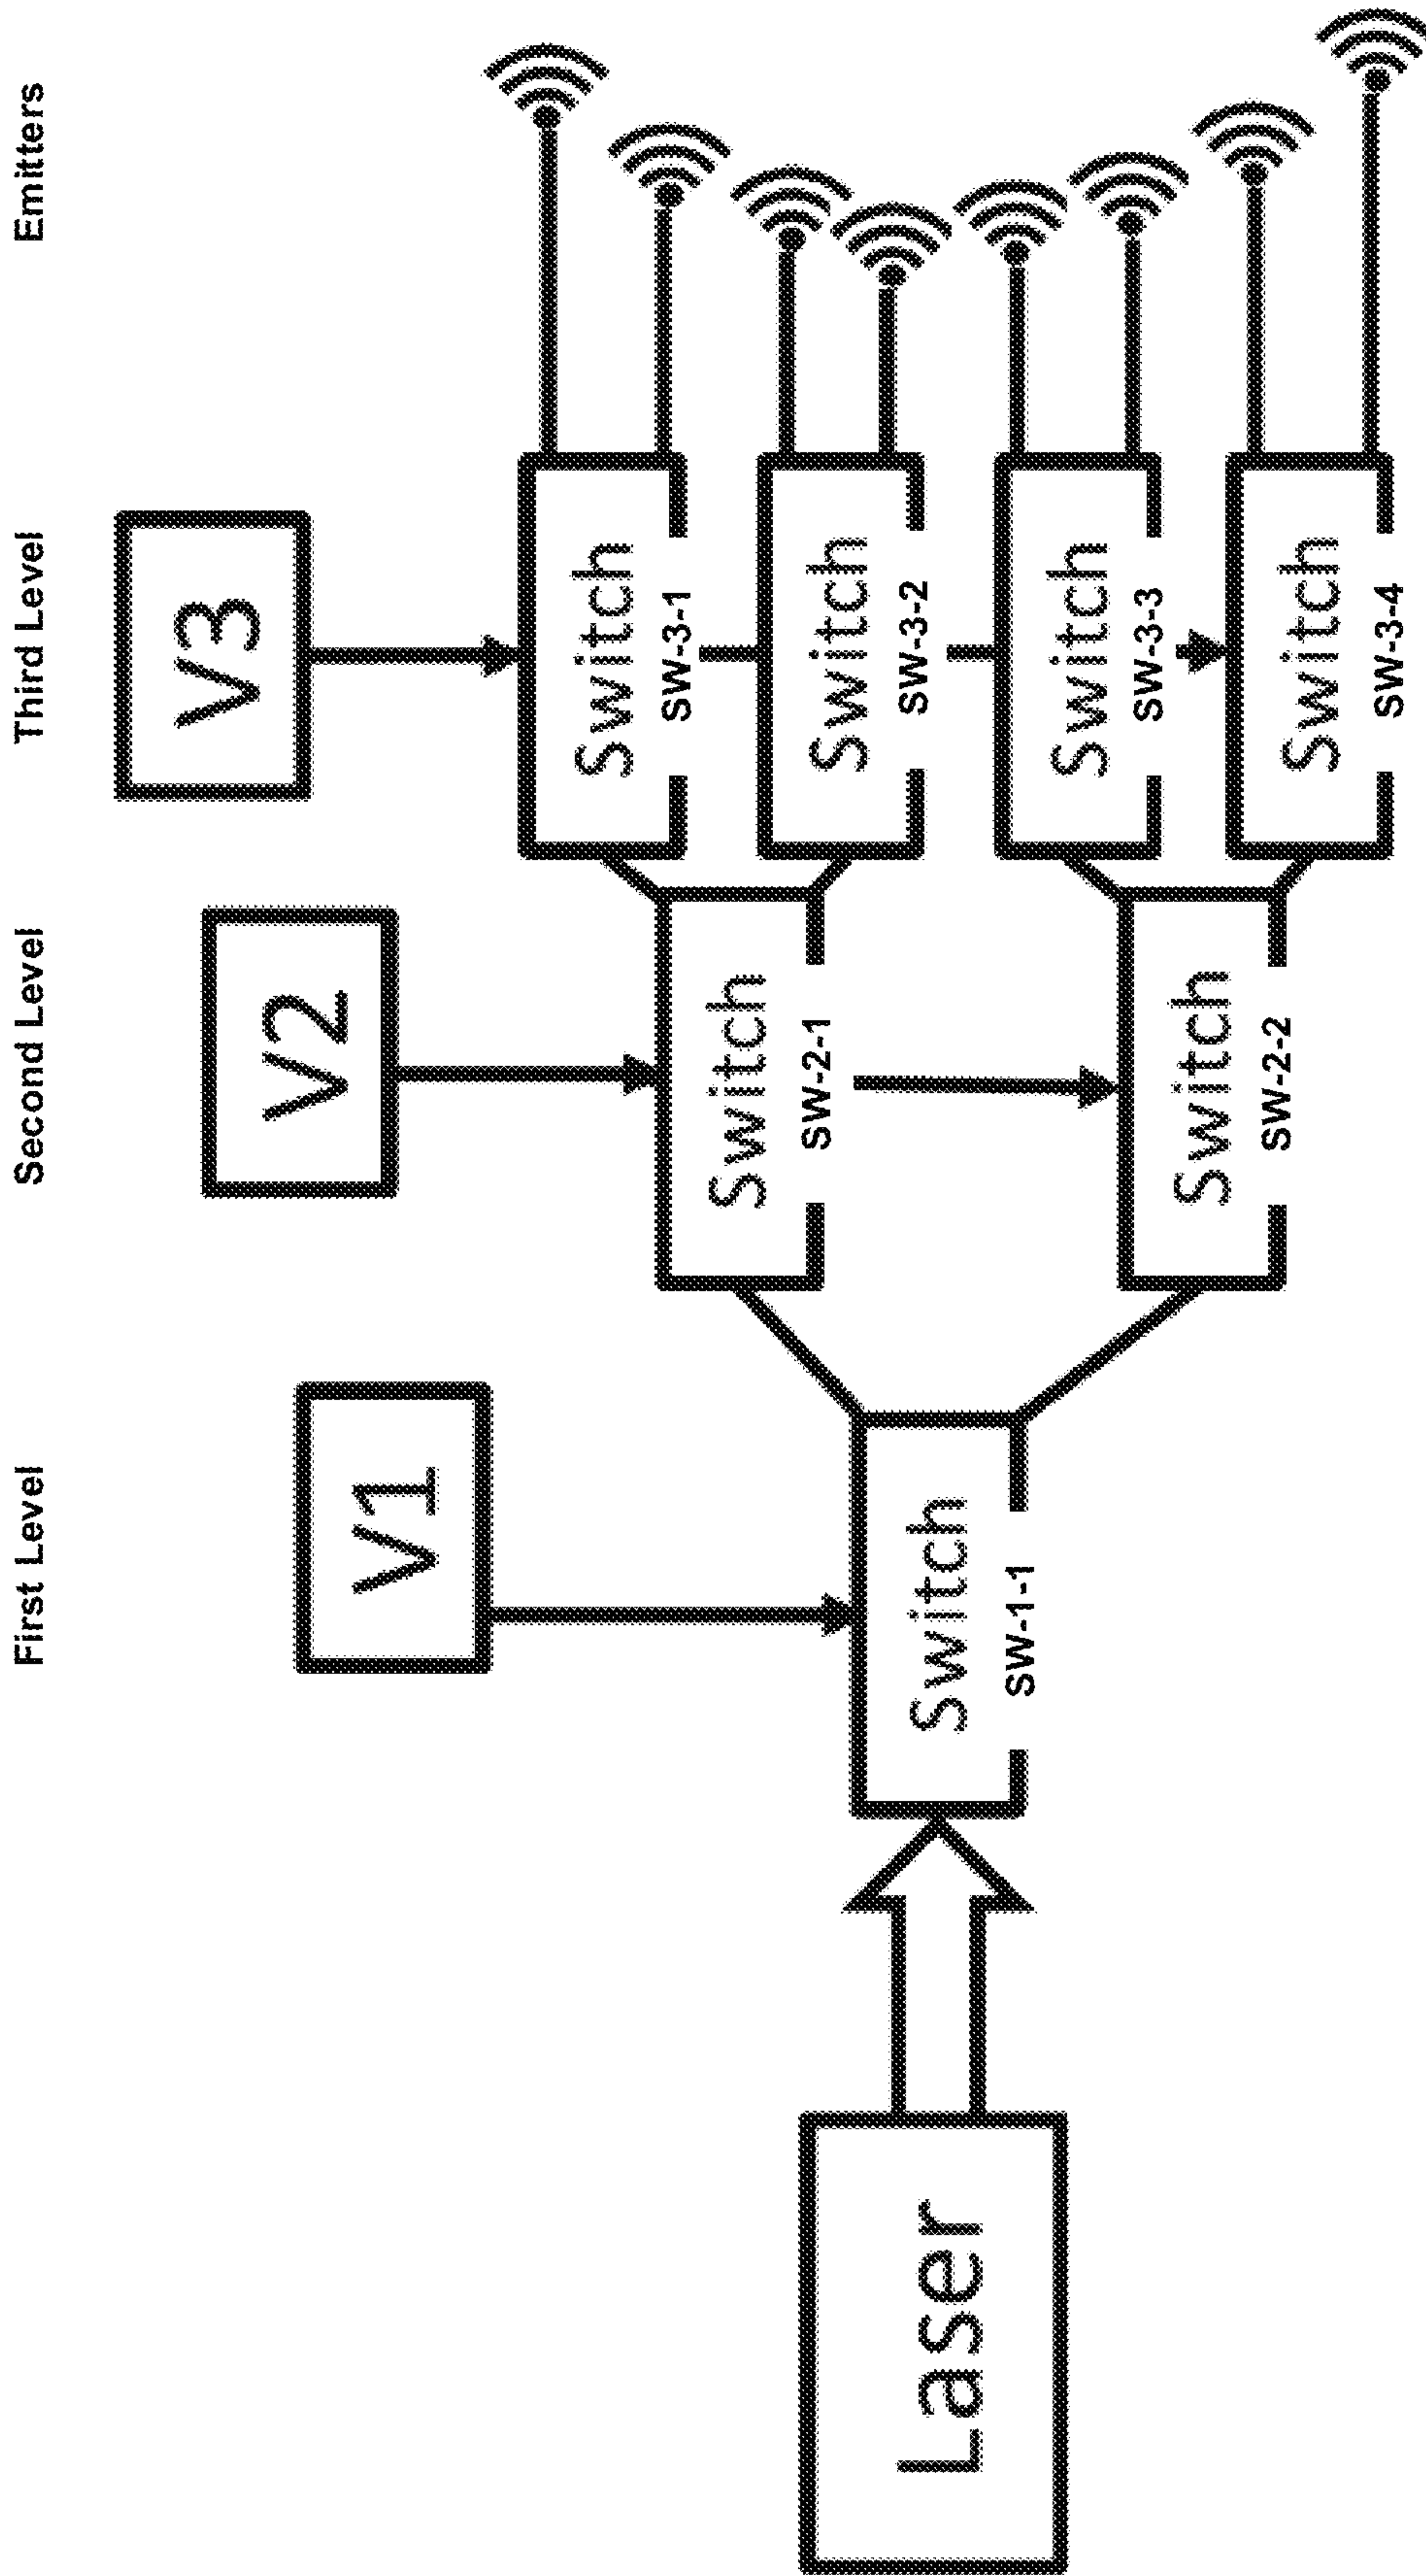 First Level
Second Level
Third Level
Emitters
V1
V2
V3
Laser
Switch
SW-1-1
Switch
SW-2-1
Switch
SW-2-2
Switch
SW-3-1
Switch
SW-3-2
Switch
SW-3-3
Switch
SW-3-4